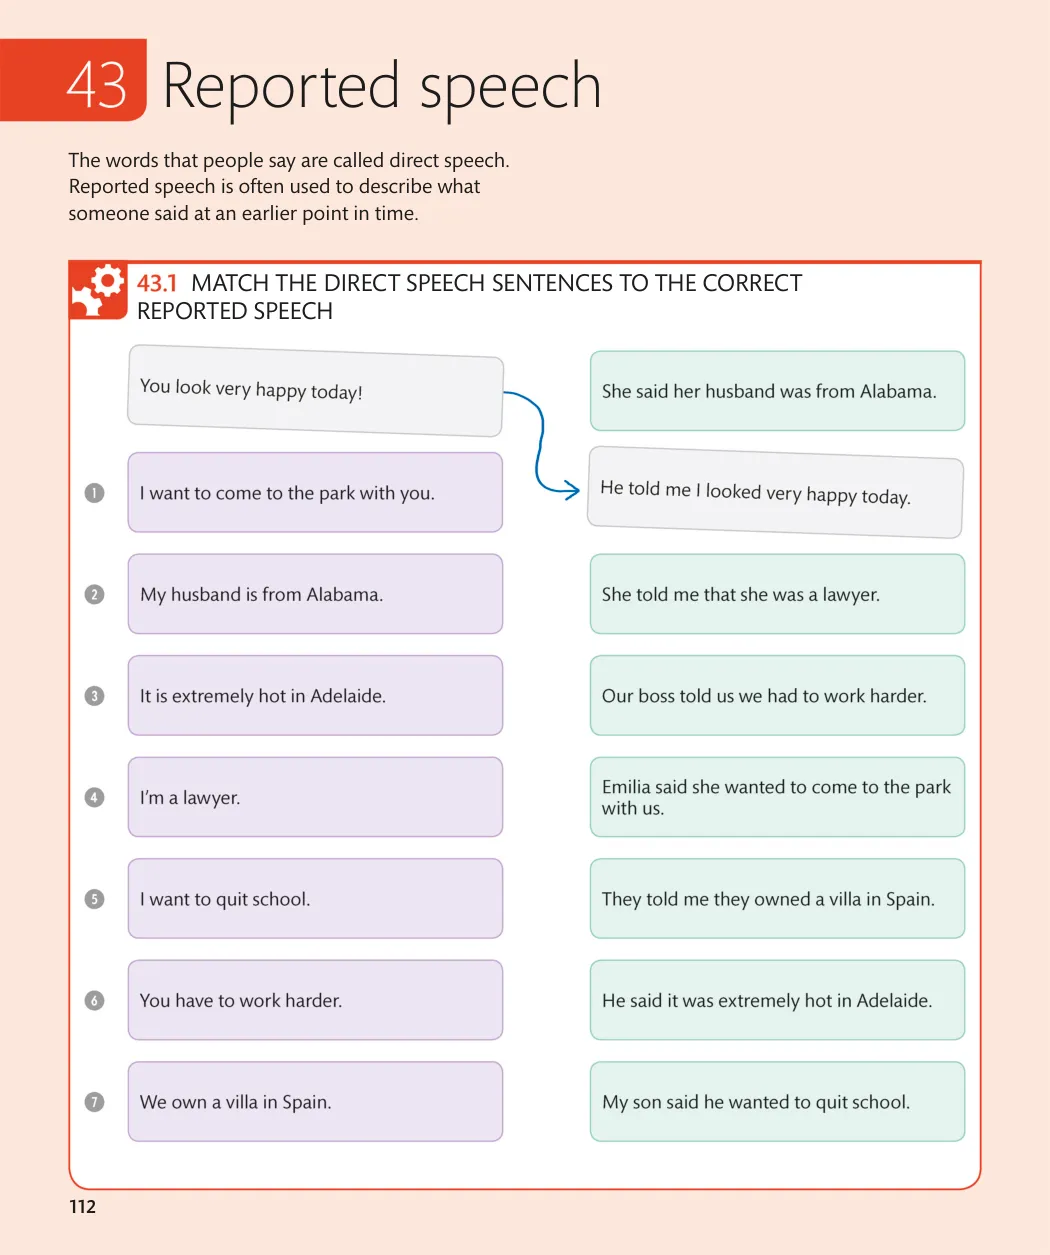 43 Reported speech
The words that people say are called direct speech.
Reported speech is often used to describe what
someone said at an earlier point in time.
43.1 MATCH THE DIRECT SPEECH SENTENCES TO THE CORRECT
REPORTED SPEECH
You look very happy today!
She said her husband was from Alabama.
1 I want to come to the park with you.
He told me I looked very happy today.
2 My husband is from Alabama.
She told me that she was a lawyer.
3 It is extremely hot in Adelaide.
Our boss told us we had to work harder.
4 I'm a lawyer.
Emilia said she wanted to come to the park
with us.
5 I want to quit school.
They told me they owned a villa in Spain.
6 You have to work harder.
He said it was extremely hot in Adelaide.
7 We own a villa in Spain.
My son said he wanted to quit school.
112